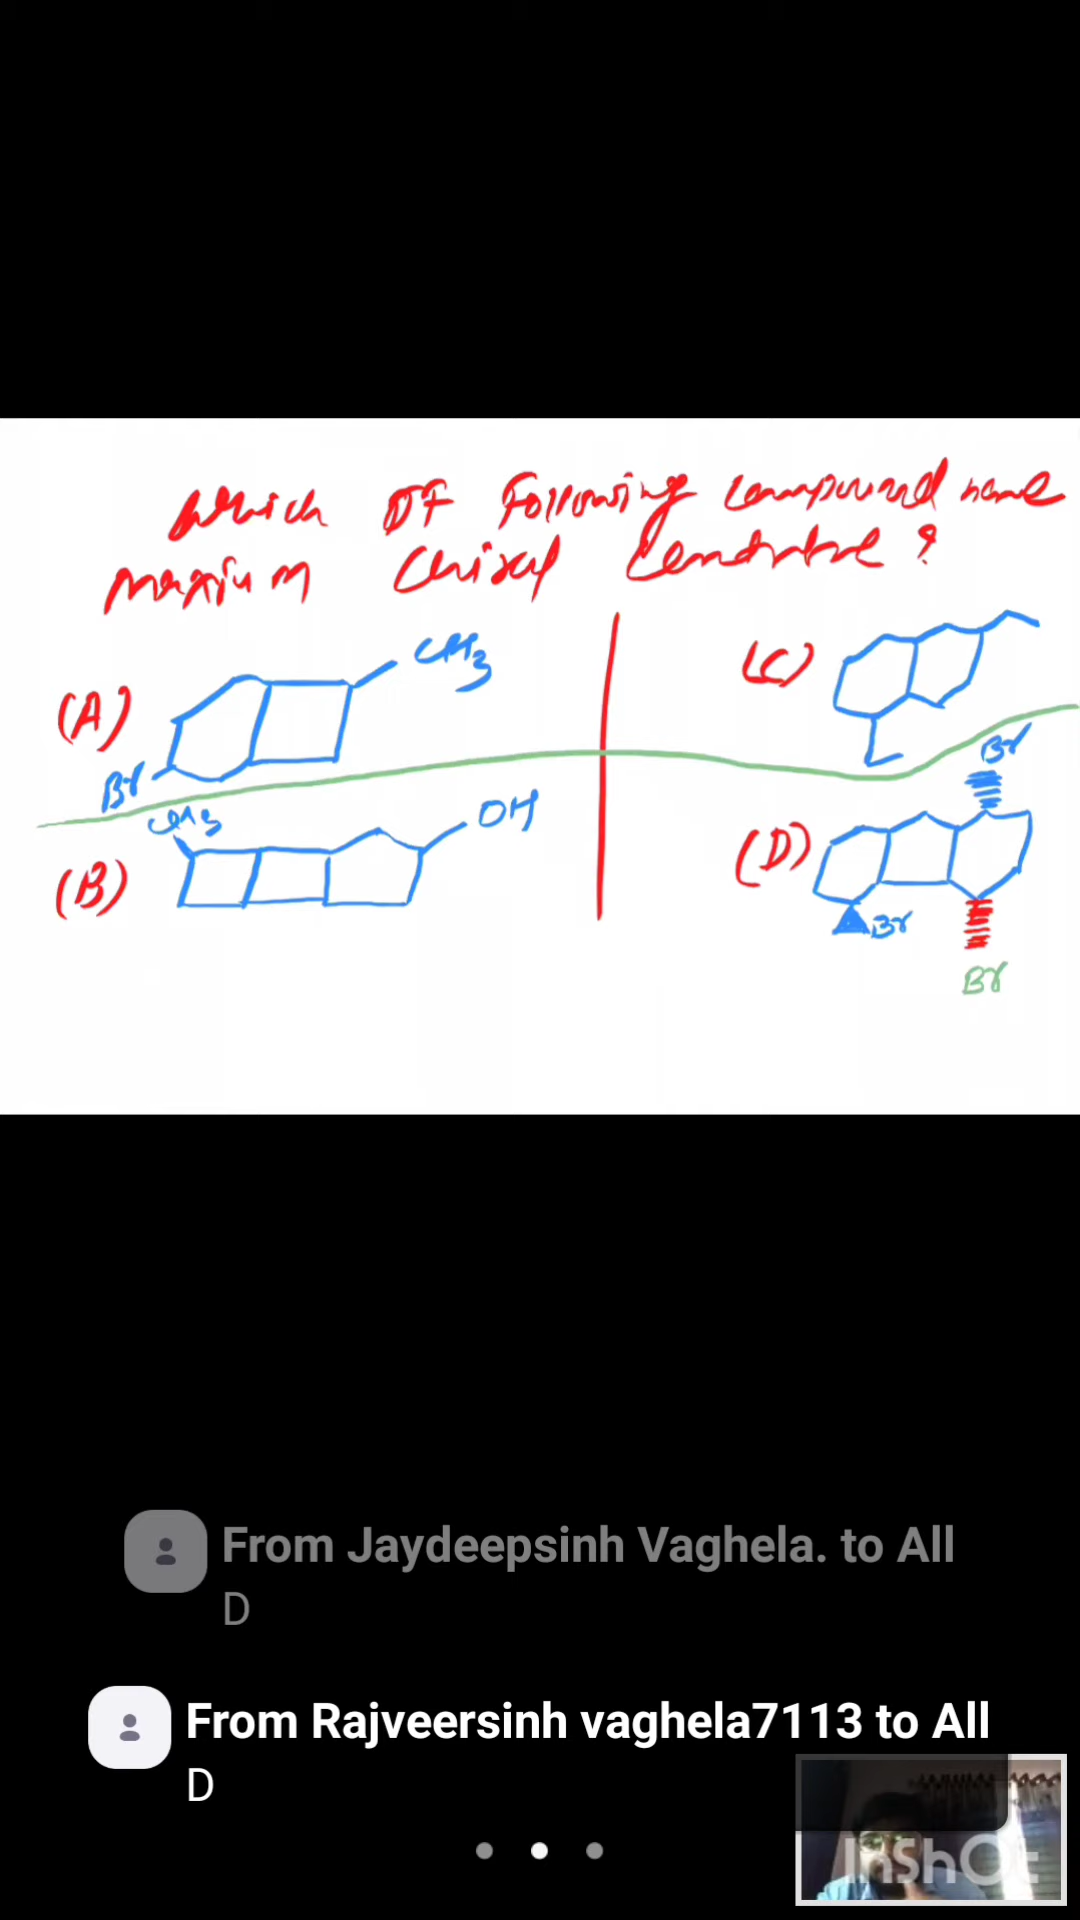 Which OF Following compound have
maxium Chiral Centre ?
(A)
CH3
Br
(B)
CH3
OH
(C)
(D)
Br
Br
Br
From Jaydeepsinh Vaghela. to All
D
From Rajveersinh vaghela7113 to All
D
InShOt